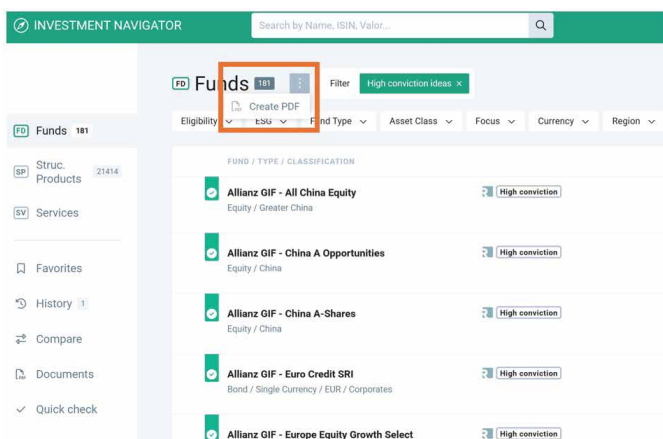 INVESTMENT NAVIGATOR
Search by Name, ISIN, Valor...
FD Funds 181
Filter
High conviction ideas ×
Create PDF
Eligibility
ESG
Fund Type
Asset Class
Focus
Currency
Region
FD Funds 181
SP Struc. Products 21414
SV Services
Favorites
History 1
Compare
Documents
Quick check
FUND / TYPE / CLASSIFICATION
Allianz GIF - All China Equity
High conviction
Equity / Greater China
Allianz GIF - China A Opportunities
High conviction
Equity / China
Allianz GIF - China A-Shares
High conviction
Equity / China
Allianz GIF - Euro Credit SRI
High conviction
Bond / Single Currency / EUR / Corporates
Allianz GIF - Europe Equity Growth Select
High conviction